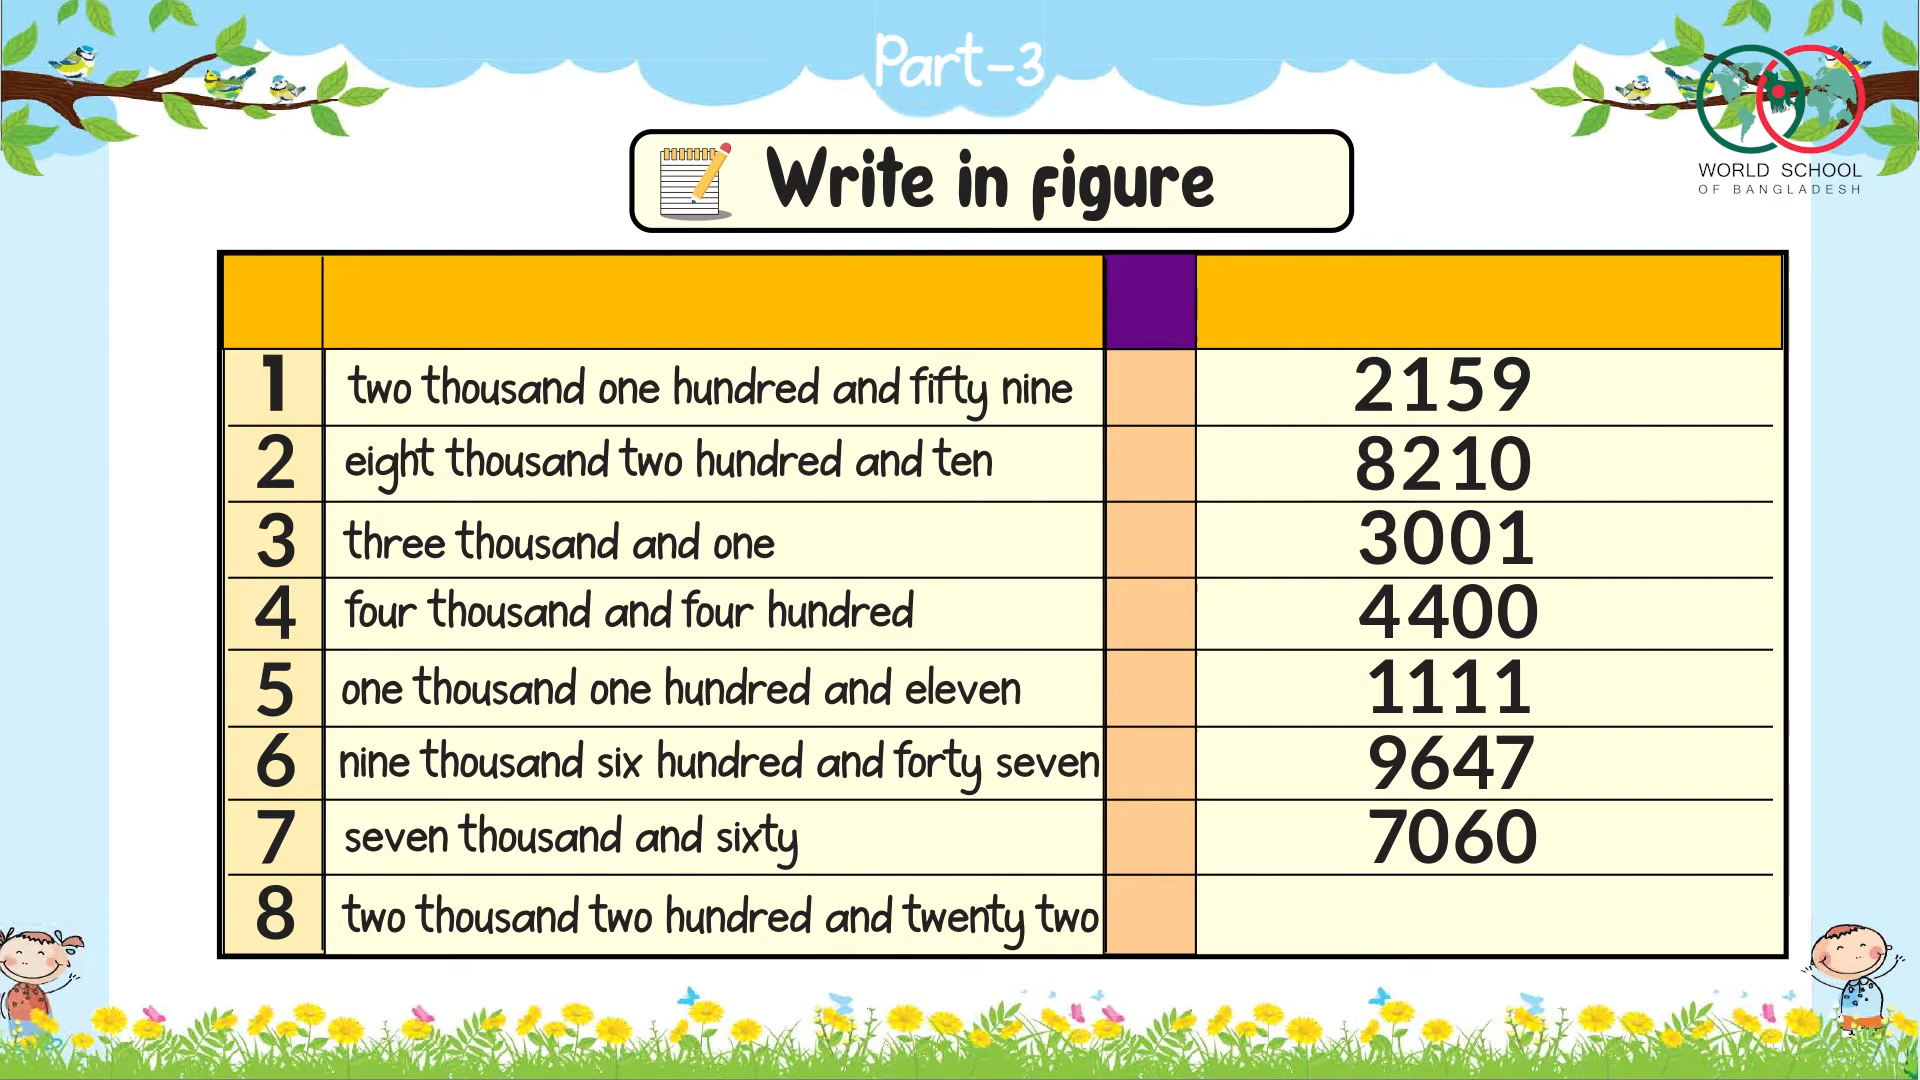 Part-3
WORLD SCHOOL
OF BANGLADESH
Write in figure
1 two thousand one hundred and fifty nine 2159
2 eight thousand two hundred and ten 8210
3 three thousand and one 3001
4 four thousand and four hundred 4400
5 one thousand one hundred and eleven 1111
6 nine thousand six hundred and forty seven 9647
7 seven thousand and sixty 7060
8 two thousand two hundred and twenty two